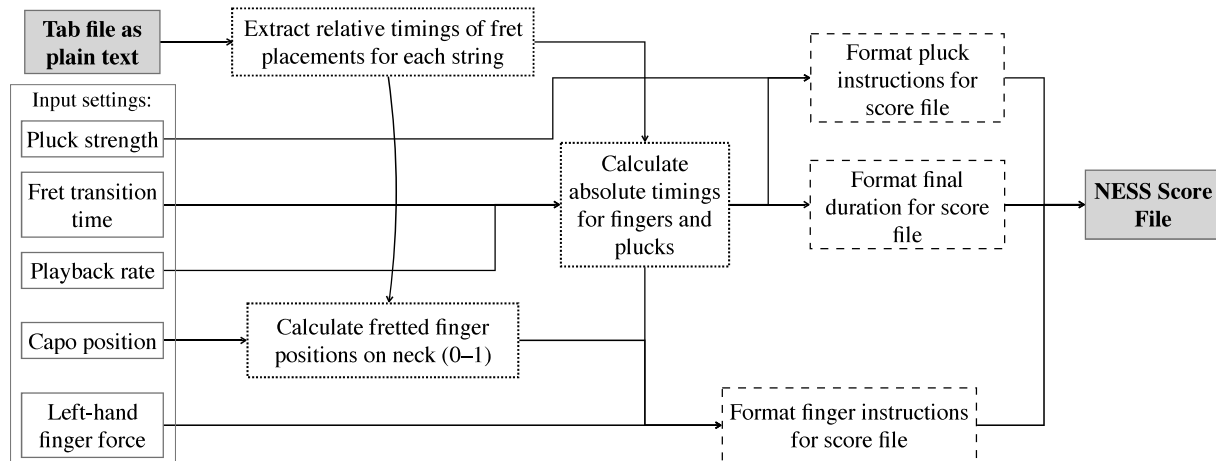 Tab file as
plain text
Extract relative timings of fret
placements for each string
Format pluck
instructions for
score file
Input settings:
Pluck strength
Fret transition
time
Playback rate
Capo position
Left-hand
finger force
Calculate
absolute timings
for fingers and
plucks
Format final
duration for score
file
NESS Score
File
Calculate fretted finger
positions on neck (0–1)
Format finger instructions
for score file